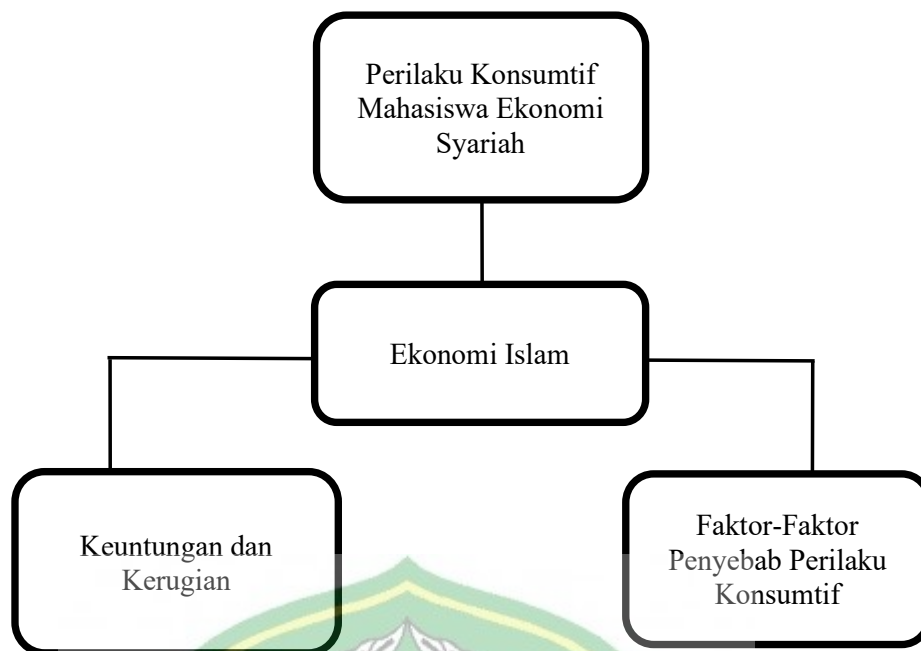 Perilaku Konsumtif
Mahasiswa Ekonomi
Syariah
Ekonomi Islam
Keuntungan dan
Kerugian
Faktor-Faktor
Penyebab Perilaku
Konsumtif